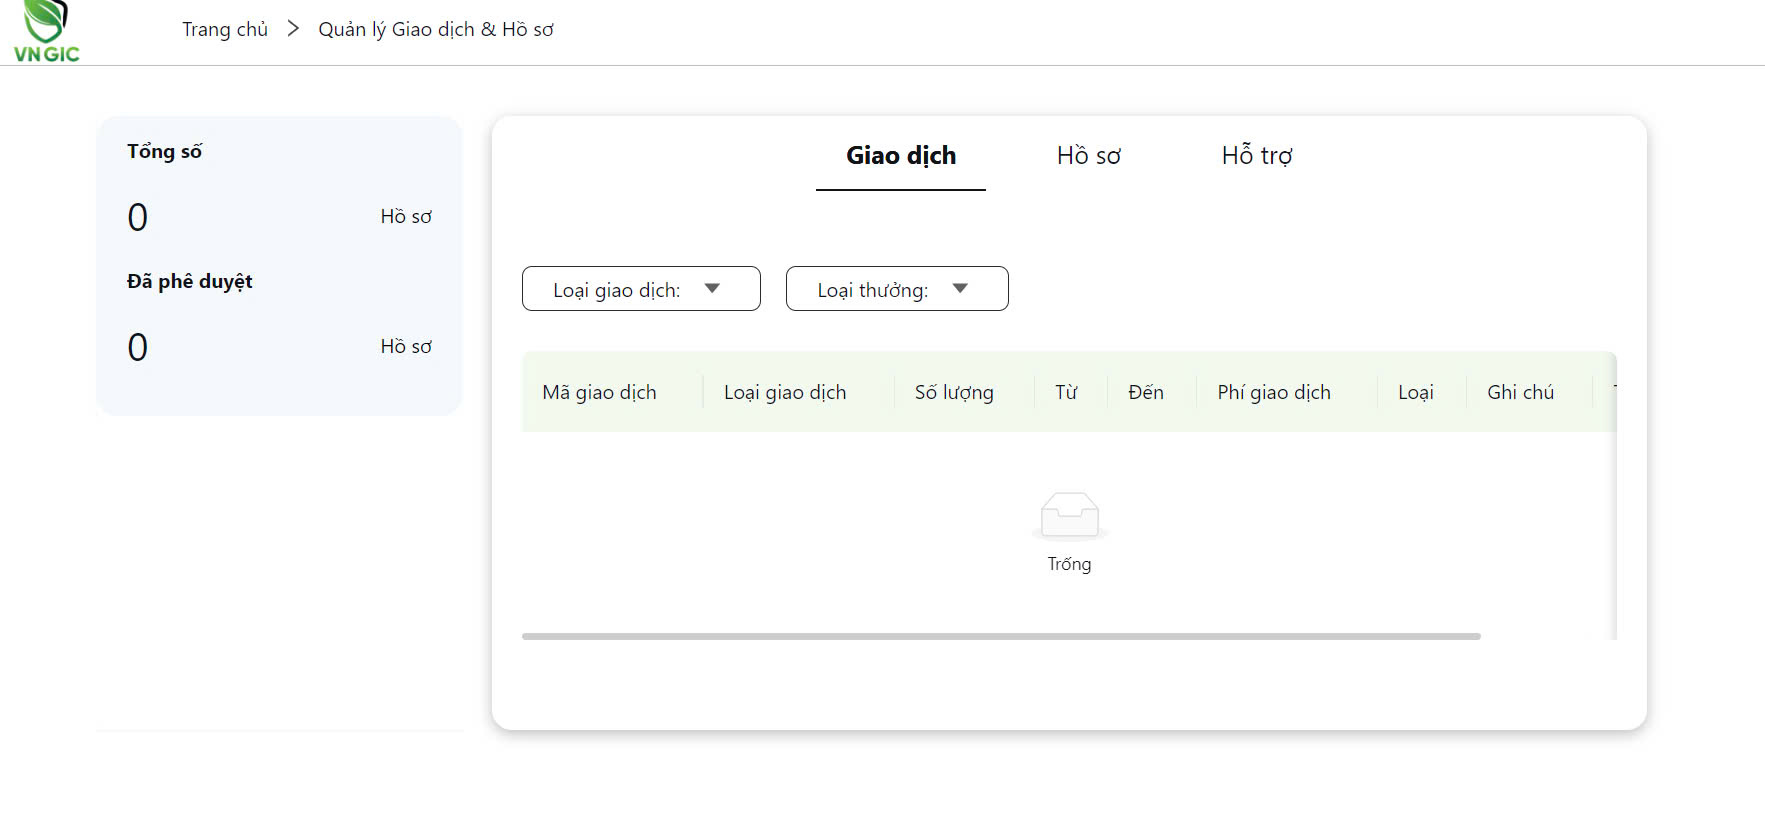 VN GIC
Trang chủ > Quản lý Giao dịch & Hồ sơ
Tổng số
0 Hồ sơ
Đã phê duyệt
0 Hồ sơ
Giao dịch Hồ sơ Hỗ trợ
Loại giao dịch: Loại thưởng:
Mã giao dịch Loại giao dịch Số lượng Từ Đến Phí giao dịch Loại Ghi chú
Trống